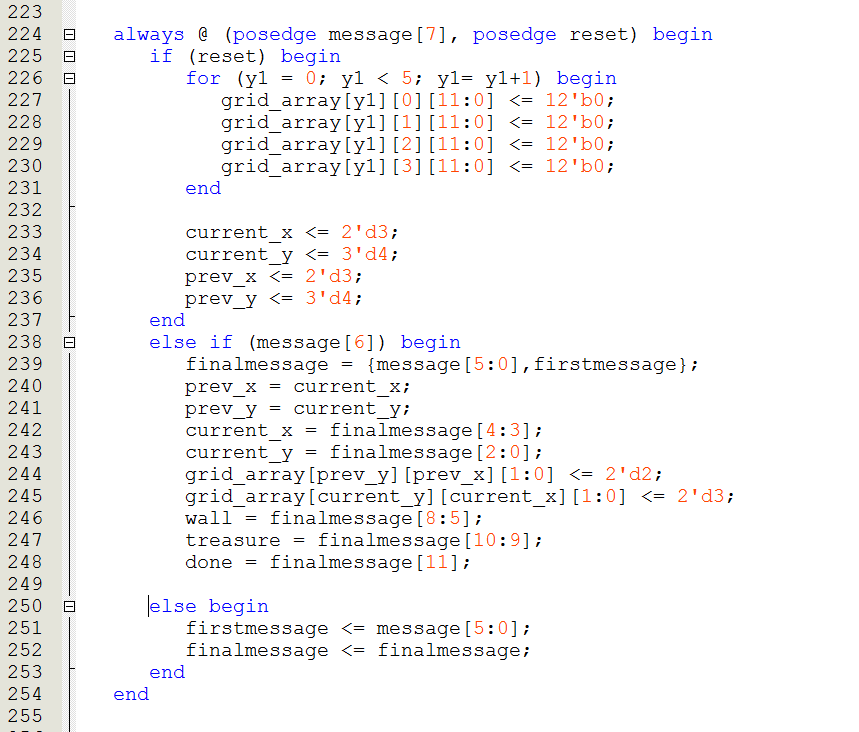 223
224 always @ (posedge message[7], posedge reset) begin
225 if (reset) begin
226 for (y1 = 0; y1 < 5; y1= y1+1) begin
227 grid_array[y1][0][11:0] <= 12'b0;
228 grid_array[y1][1][11:0] <= 12'b0;
229 grid_array[y1][2][11:0] <= 12'b0;
230 grid_array[y1][3][11:0] <= 12'b0;
231 end
232
233 current_x <= 2'd3;
234 current_y <= 3'd4;
235 prev_x <= 2'd3;
236 prev_y <= 3'd4;
237 end
238 else if (message[6]) begin
239 finalmessage = {message[5:0],firstmessage};
240 prev_x = current_x;
241 prev_y = current_y;
242 current_x = finalmessage[4:3];
243 current_y = finalmessage[2:0];
244 grid_array[prev_y][prev_x][1:0] <= 2'd2;
245 grid_array[current_y][current_x][1:0] <= 2'd3;
246 wall = finalmessage[8:5];
247 treasure = finalmessage[10:9];
248 done = finalmessage[11];
249
250 else begin
251 firstmessage <= message[5:0];
252 finalmessage <= finalmessage;
253 end
254 end
255